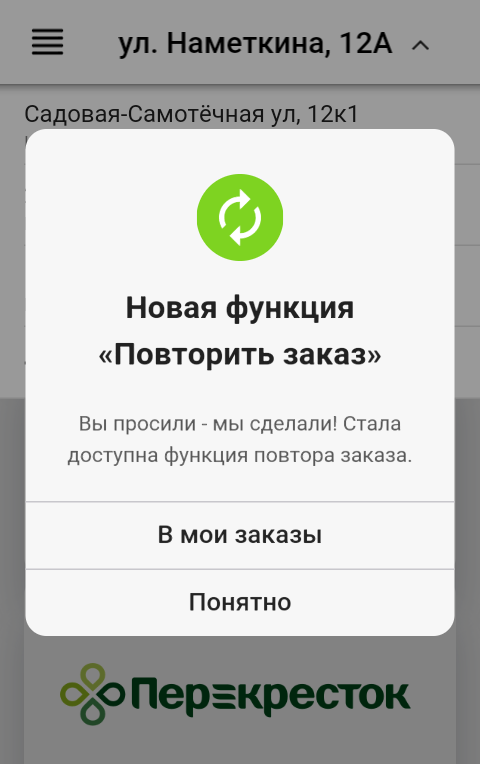 ул. Наметкина, 12А
Садовая-Самотёчная ул, 12к1
Новая функция
«Повторить заказ»
Вы просили - мы сделали! Стала
доступна функция повтора заказа.
В мои заказы
Понятно
Перекресток